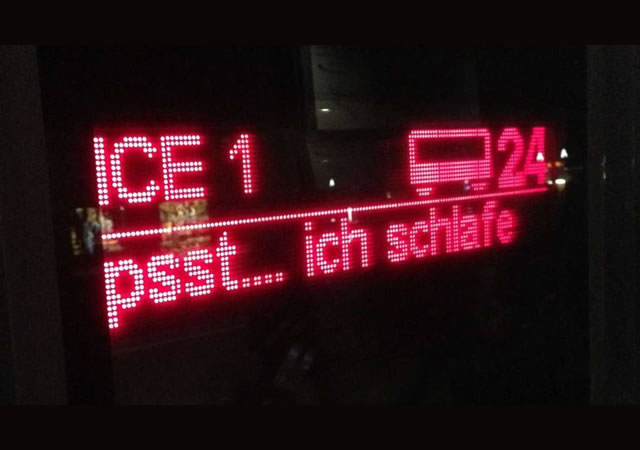 ICE 1 24
psst.... ich schlafe